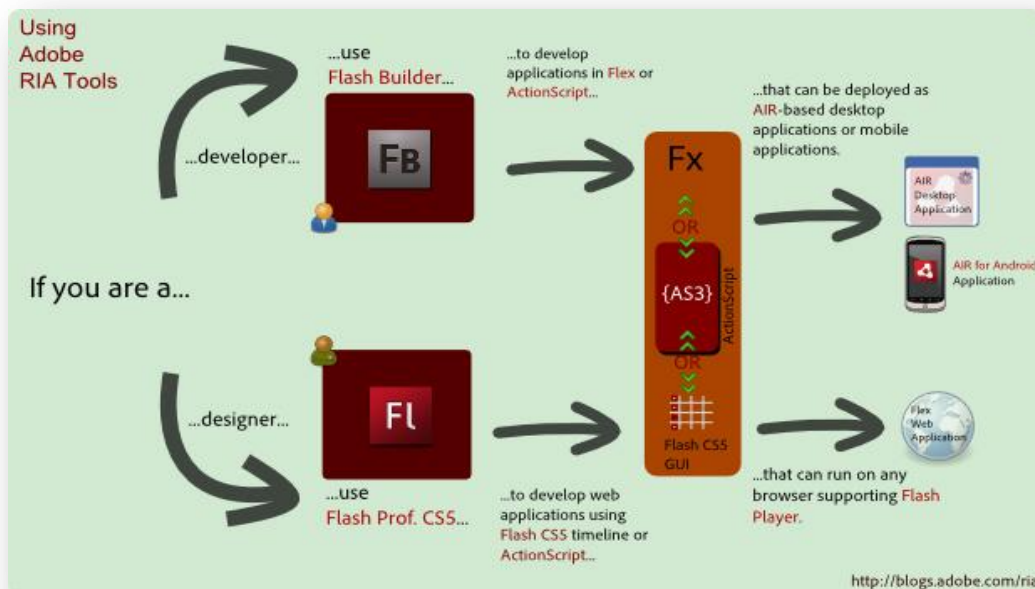 Using
Adobe
RIA Tools
If you are a...
...developer...
...use
Flash Builder...
FB
...to develop
applications in Flex or
ActionScript...
Fx
OR
{AS3}
ActionScript
OR
Flash CS5
GUI
...that can be deployed as
AIR-based desktop
applications or mobile
applications.
AIR
Desktop
Application
AIR for Android
Application
...designer...
Fl
...use
Flash Prof. CS5...
...to develop web
applications using
Flash CS5 timeline or
ActionScript...
Flex
Web
Application
...that can run on any
browser supporting Flash
Player.
http://blogs.adobe.com/ria